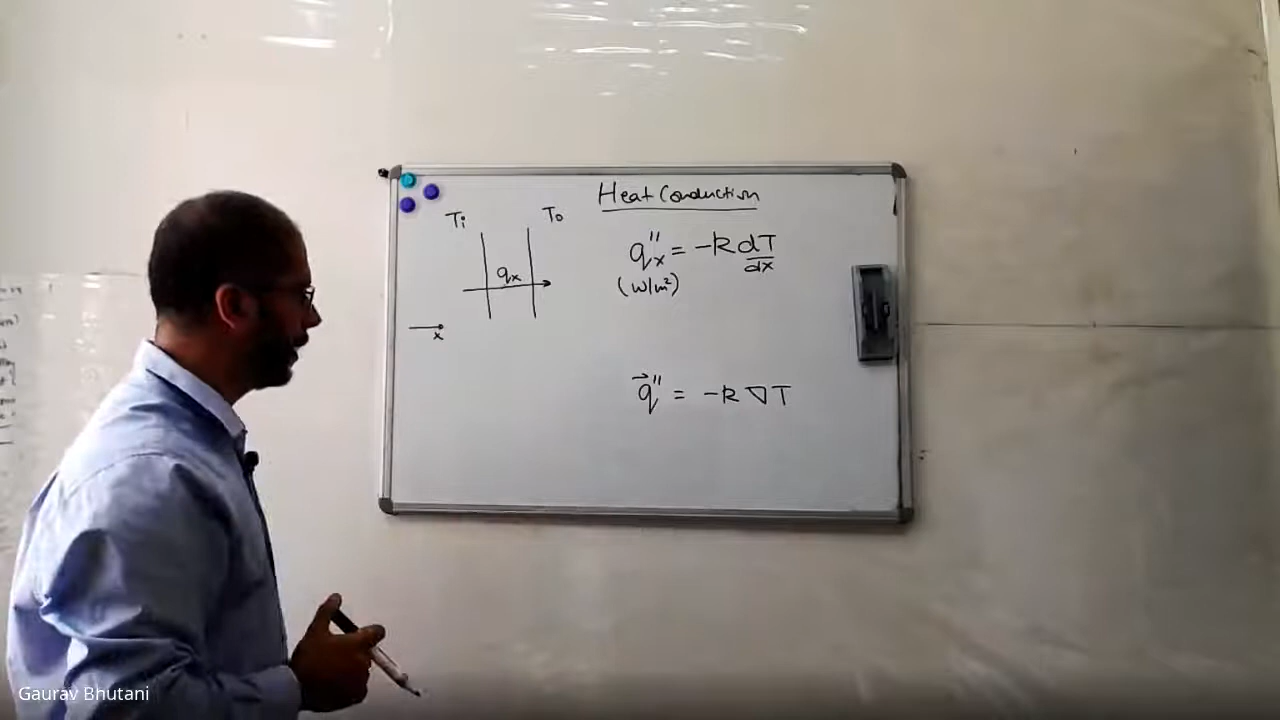 Heat Conduction
Ti To
qx
x
q''x = -k dT/dx
(W/m²)
q⃗'' = -k ∇T
Gaurav Bhutani